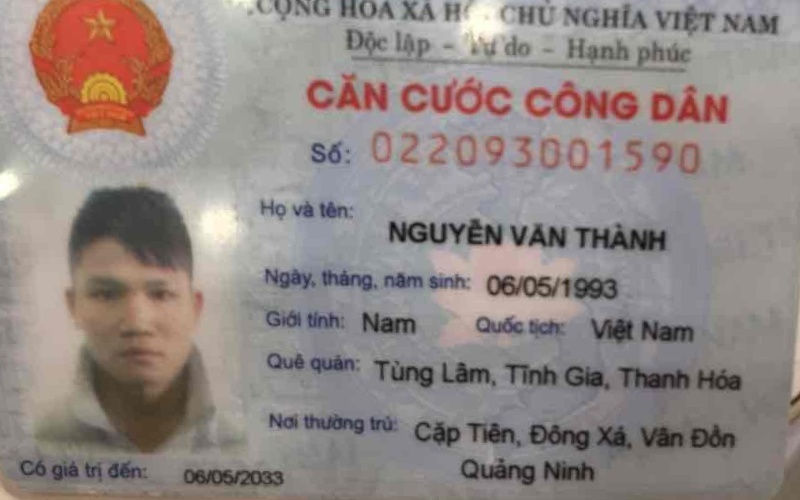 CỘNG HÒA XÃ HỘI CHỦ NGHĨA VIỆT NAM
Độc lập - Tự do - Hạnh phúc
CĂN CƯỚC CÔNG DÂN
Số: 022093001590
Họ và tên:
NGUYỄN VĂN THÀNH
Ngày, tháng, năm sinh: 06/05/1993
Giới tính: Nam Quốc tịch: Việt Nam
Quê quán: Tùng Lâm, Tĩnh Gia, Thanh Hóa
Nơi thường trú: Cặp Tiên, Đông Xá, Vân Đồn
Quảng Ninh
Có giá trị đến: 06/05/2033